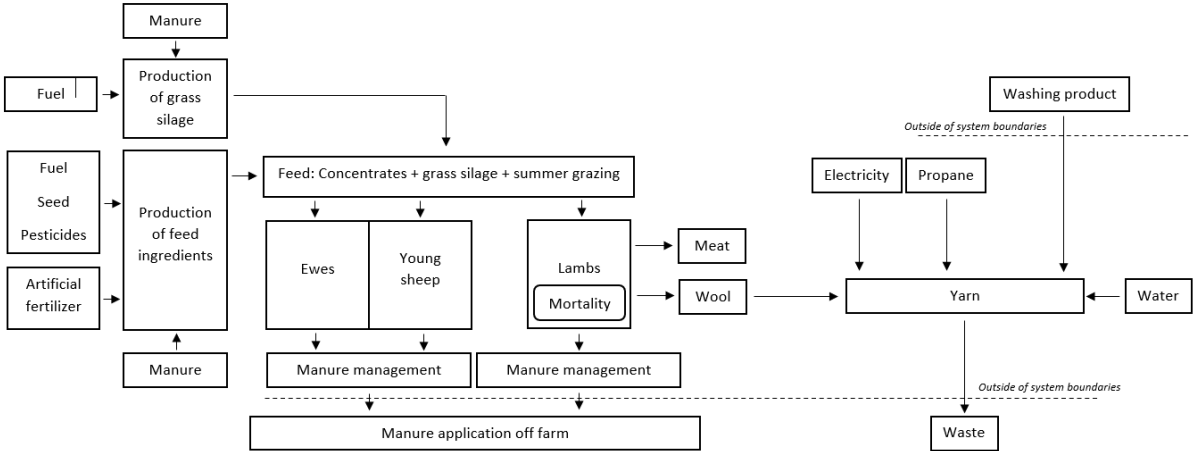 Manure
Fuel
Production
of grass
silage
Washing product
Outside of system boundaries
Fuel
Seed
Pesticides
Production
of feed
ingredients
Feed: Concentrates + grass silage + summer grazing
Electricity
Propane
Artificial
fertilizer
Ewes
Young
sheep
Lambs
Mortality
Meat
Wool
Yarn
Water
Manure
Manure management
Manure management
Outside of system boundaries
Manure application off farm
Waste